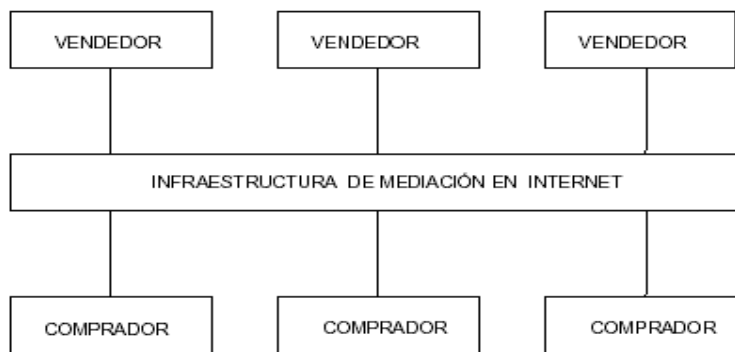 VENDEDOR VENDEDOR VENDEDOR
INFRAESTRUCTURA DE MEDIACIÓN EN INTERNET
COMPRADOR COMPRADOR COMPRADOR